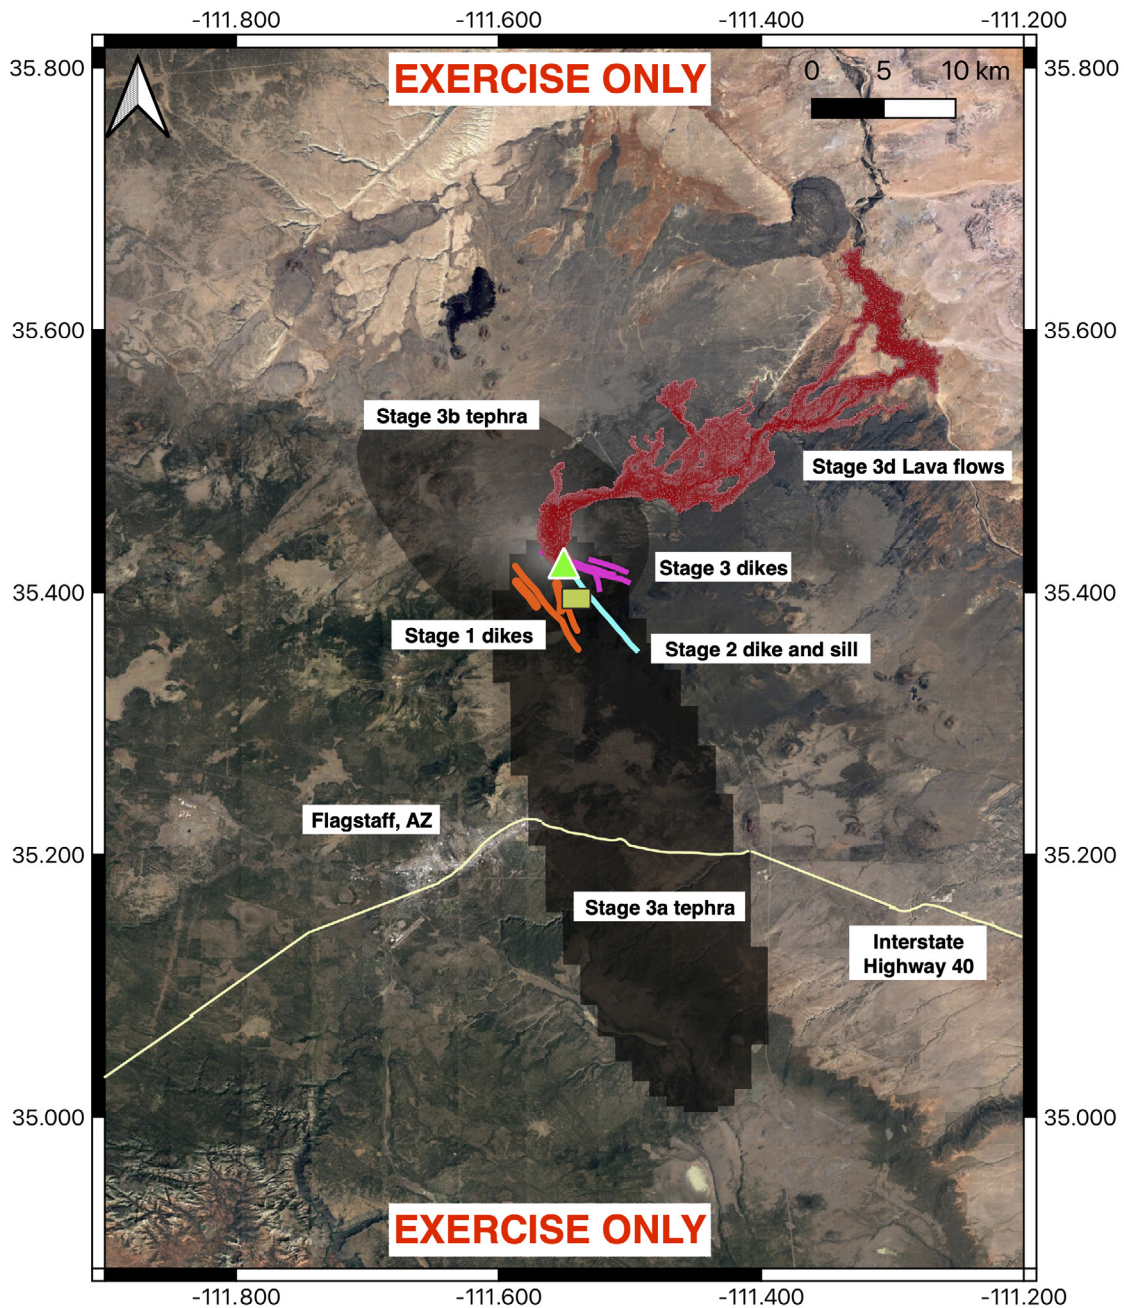 -111.800 -111.600 -111.400 -111.200
35.800 35.800
EXERCISE ONLY
0 5 10 km
35.600 35.600
Stage 3b tephra
Stage 3d Lava flows
Stage 3 dikes
35.400 35.400
Stage 1 dikes
Stage 2 dike and sill
Flagstaff, AZ
35.200 35.200
Stage 3a tephra
Interstate
Highway 40
35.000 35.000
EXERCISE ONLY
-111.800 -111.600 -111.400 -111.200